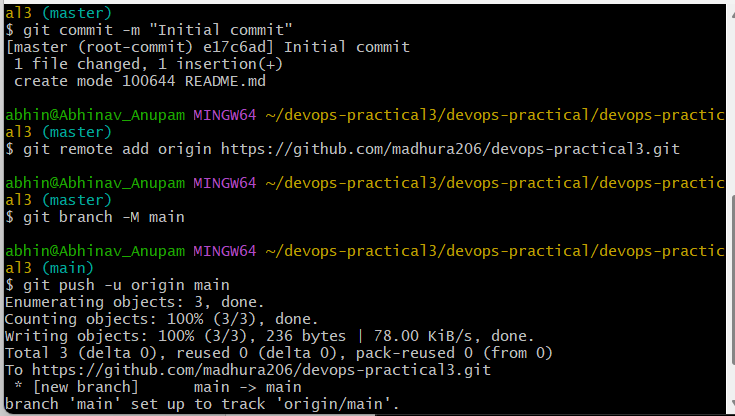 al3 (master)
$ git commit -m "Initial commit"
[master (root-commit) e17c6ad] Initial commit
 1 file changed, 1 insertion(+)
 create mode 100644 README.md

abhin@Abhinav_Anupam MINGW64 ~/devops-practical3/devops-practical/devops-practic
al3 (master)
$ git remote add origin https://github.com/madhura206/devops-practical3.git

abhin@Abhinav_Anupam MINGW64 ~/devops-practical3/devops-practical/devops-practic
al3 (master)
$ git branch -M main

abhin@Abhinav_Anupam MINGW64 ~/devops-practical3/devops-practical/devops-practic
al3 (main)
$ git push -u origin main
Enumerating objects: 3, done.
Counting objects: 100% (3/3), done.
Writing objects: 100% (3/3), 236 bytes | 78.00 KiB/s, done.
Total 3 (delta 0), reused 0 (delta 0), pack-reused 0 (from 0)
To https://github.com/madhura206/devops-practical3.git
 * [new branch]      main -> main
branch 'main' set up to track 'origin/main'.